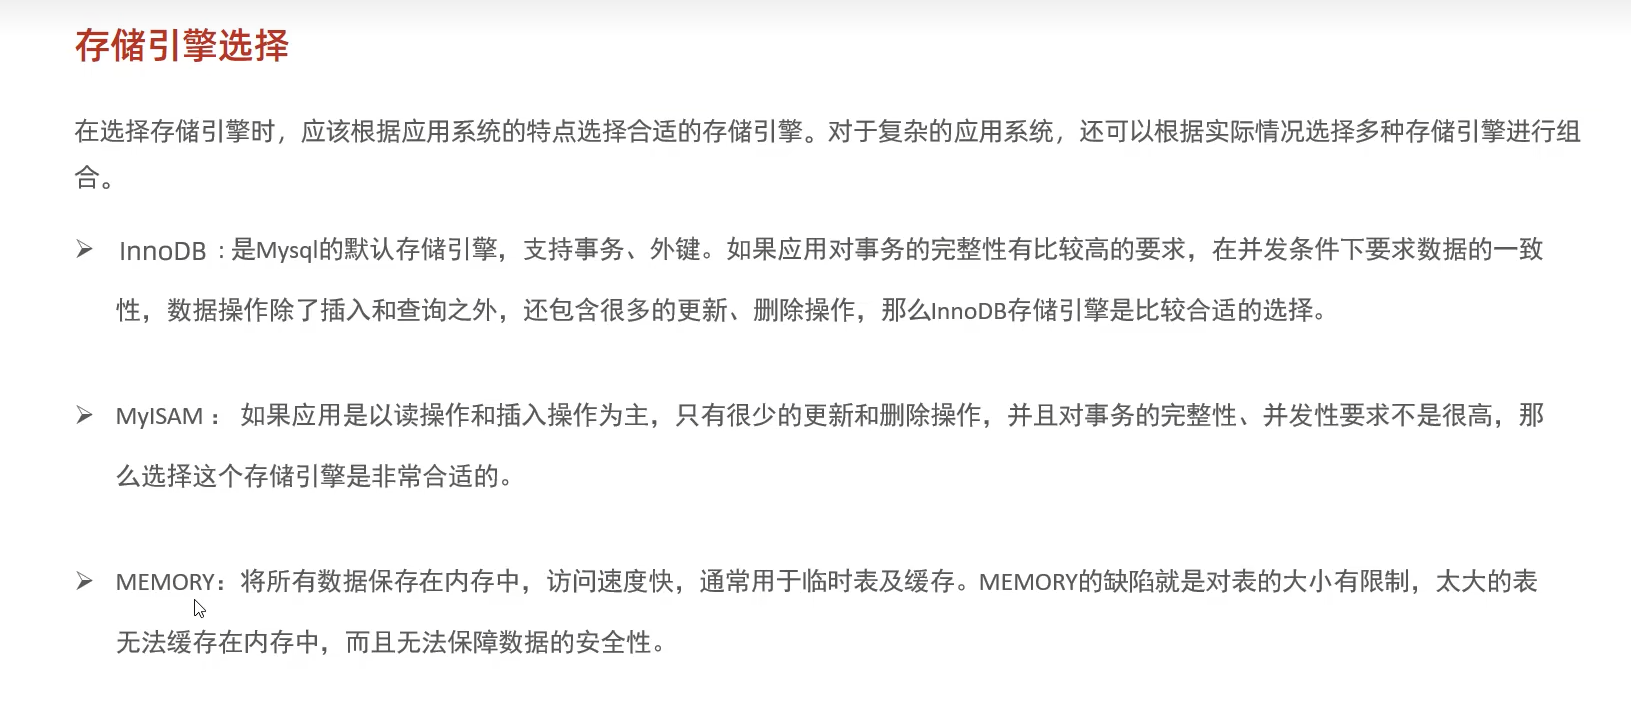 存储引擎选择
在选择存储引擎时，应该根据应用系统的特点选择合适的存储引擎。对于复杂的应用系统，还可以根据实际情况选择多种存储引擎进行组
合。
InnoDB : 是Mysql的默认存储引擎，支持事务、外键。如果应用对事务的完整性有比较高的要求，在并发条件下要求数据的一致
性，数据操作除了插入和查询之外，还包含很多的更新、删除操作，那么InnoDB存储引擎是比较合适的选择。
MyISAM ： 如果应用是以读操作和插入操作为主，只有很少的更新和删除操作，并且对事务的完整性、并发性要求不是很高，那
么选择这个存储引擎是非常合适的。
MEMORY：将所有数据保存在内存中，访问速度快，通常用于临时表及缓存。MEMORY的缺陷就是对表的大小有限制，太大的表
无法缓存在内存中，而且无法保障数据的安全性。